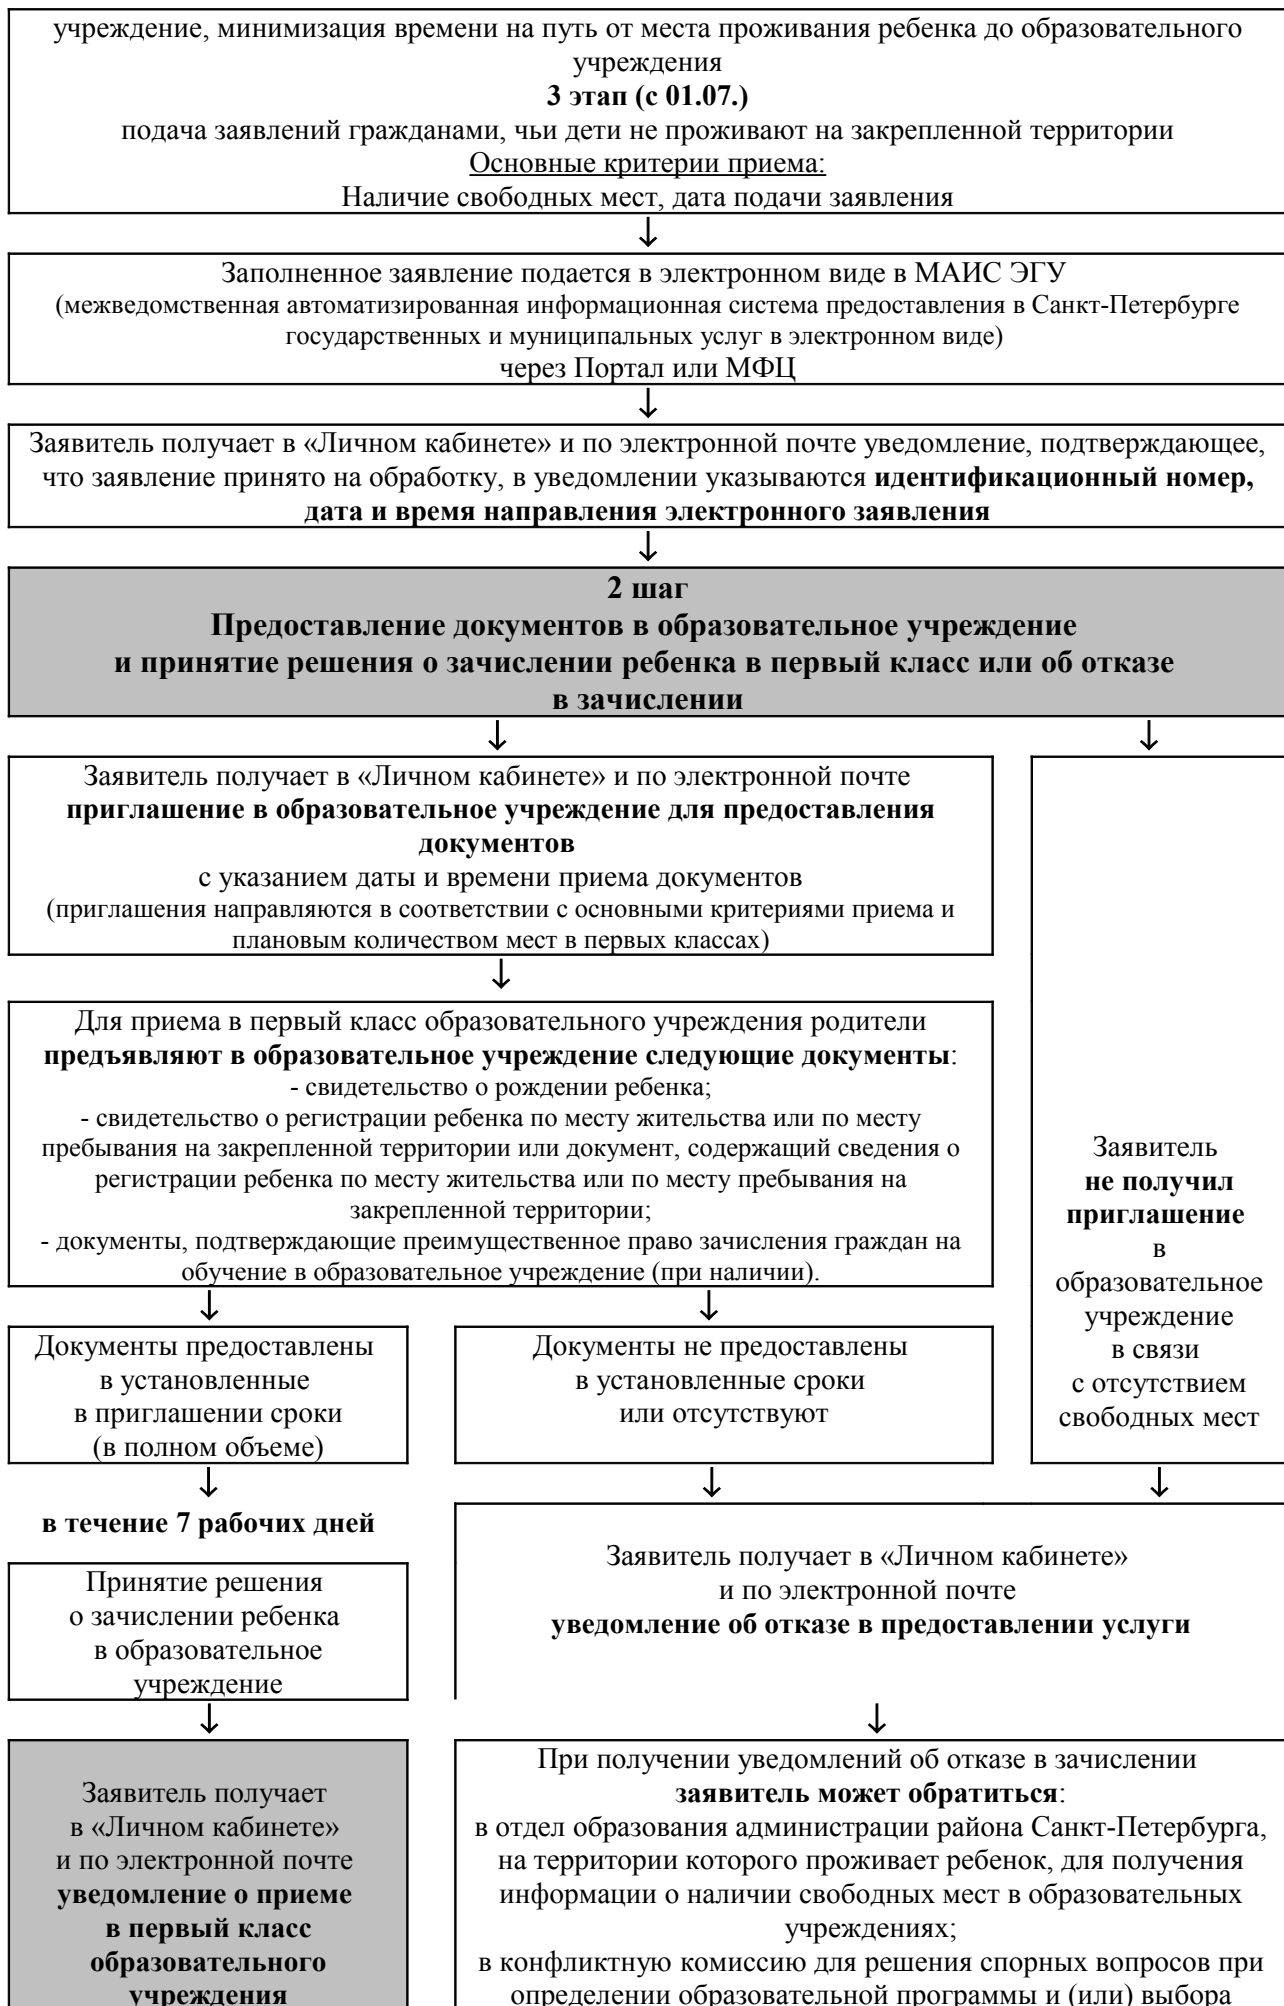 учреждение, минимизация времени на путь от места проживания ребенка до образовательного
учреждения
3 этап (с 01.07.)
подача заявлений гражданами, чьи дети не проживают на закрепленной территории
Основные критерии приема:
Наличие свободных мест, дата подачи заявления
↓
Заполненное заявление подается в электронном виде в МАИС ЭГУ
(межведомственная автоматизированная информационная система предоставления в Санкт-Петербурге
государственных и муниципальных услуг в электронном виде)
через Портал или МФЦ
↓
Заявитель получает в «Личном кабинете» и по электронной почте уведомление, подтверждающее,
что заявление принято на обработку, в уведомлении указываются идентификационный номер,
дата и время направления электронного заявления
↓
2 шаг
Предоставление документов в образовательное учреждение
и принятие решения о зачислении ребенка в первый класс или об отказе
в зачислении
↓ ↓
Заявитель получает в «Личном кабинете» и по электронной почте
приглашение в образовательное учреждение для предоставления
документов
с указанием даты и времени приема документов
(приглашения направляются в соответствии с основными критериями приема и
плановым количеством мест в первых классах)
↓
Для приема в первый класс образовательного учреждения родители
предъявляют в образовательное учреждение следующие документы:
- свидетельство о рождении ребенка;
- свидетельство о регистрации ребенка по месту жительства или по месту
пребывания на закрепленной территории или документ, содержащий сведения о
регистрации ребенка по месту жительства или по месту пребывания на
закрепленной территории;
- документы, подтверждающие преимущественное право зачисления граждан на
обучение в образовательное учреждение (при наличии).
↓ ↓
Документы предоставлены
в установленные
в приглашении сроки
(в полном объеме)
Документы не предоставлены
в установленные сроки
или отсутствуют
Заявитель
не получил
приглашение
в
образовательное
учреждение
в связи
с отсутствием
свободных мест
↓ ↓ ↓
в течение 7 рабочих дней
Принятие решения
о зачислении ребенка
в образовательное
учреждение
Заявитель получает в «Личном кабинете»
и по электронной почте
уведомление об отказе в предоставлении услуги
↓ ↓
Заявитель получает
в «Личном кабинете»
и по электронной почте
уведомление о приеме
в первый класс
образовательного
учреждения
При получении уведомлений об отказе в зачислении
заявитель может обратиться:
в отдел образования администрации района Санкт-Петербурга,
на территории которого проживает ребенок, для получения
информации о наличии свободных мест в образовательных
учреждениях;
в конфликтную комиссию для решения спорных вопросов при
определении образовательной программы и (или) выбора